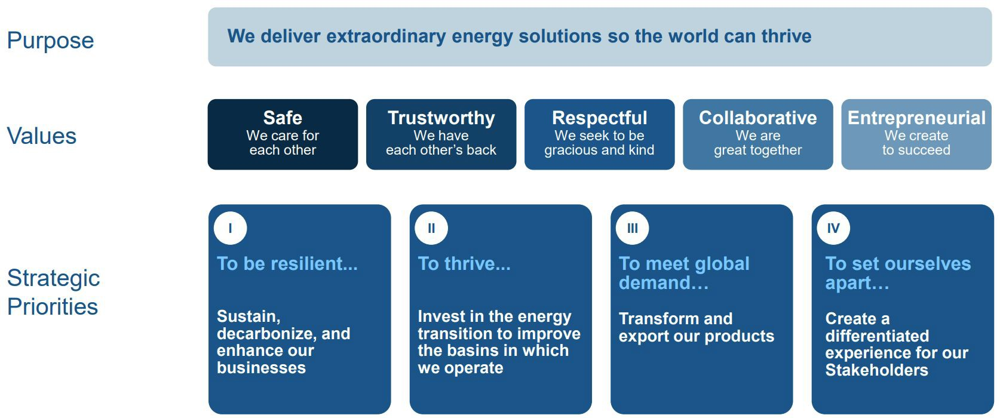 Purpose
We deliver extraordinary energy solutions so the world can thrive
Values
Safe
We care for
each other
Trustworthy
We have
each other’s back
Respectful
We seek to be
gracious and kind
Collaborative
We are
great together
Entrepreneurial
We create
to succeed
Strategic
Priorities
I
To be resilient...
Sustain,
decarbonize, and
enhance our
businesses
II
To thrive...
Invest in the energy
transition to improve
the basins in which
we operate
III
To meet global
demand…
Transform and
export our products
IV
To set ourselves
apart…
Create a
differentiated
experience for our
Stakeholders